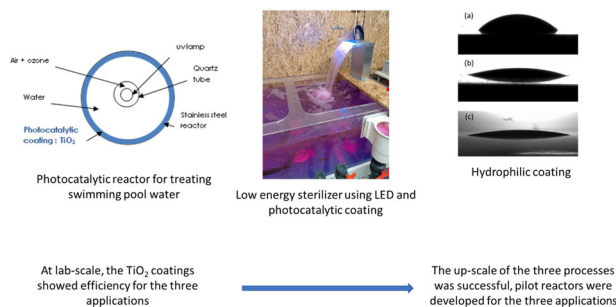 Air + ozone
uv lamp
Quartz
tube
Water
Stainless steel
reactor
Photocatalytic
coating : TiO₂
Photocatalytic reactor for treating
swimming pool water
Low energy sterilizer using LED and
photocatalytic coating
(a)
(b)
(c)
Hydrophilic coating
At lab-scale, the TiO₂ coatings
showed efficiency for the three
applications
The up-scale of the three processes
was successful, pilot reactors were
developed for the three applications